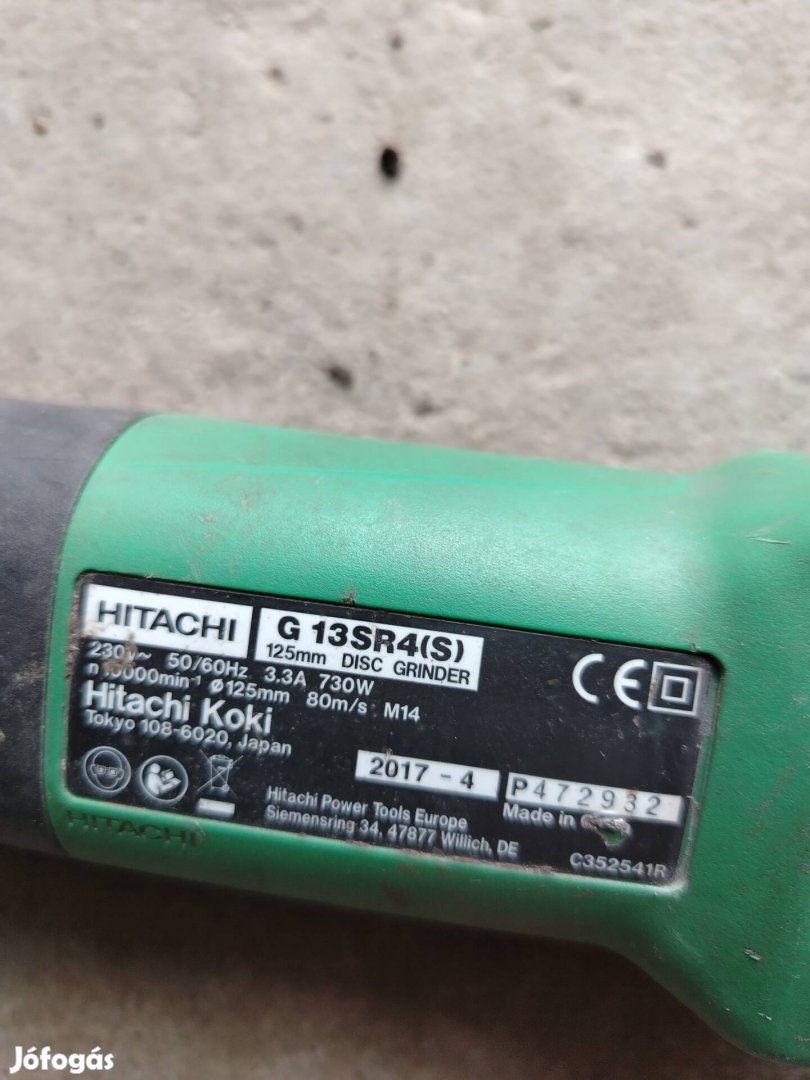 HITACHI
G 13SR4(S)
125mm DISC GRINDER
230V~ 50/60Hz 3.3A 730W
n 10000min⁻¹ Ø125mm 80m/s M14
Hitachi Koki
Tokyo 108-6020, Japan
2017 - 4
P472932
Hitachi Power Tools Europe
Siemensring 34, 47877 Willich, DE
Made in
C352541R
CE
HITACHI
Jófogás